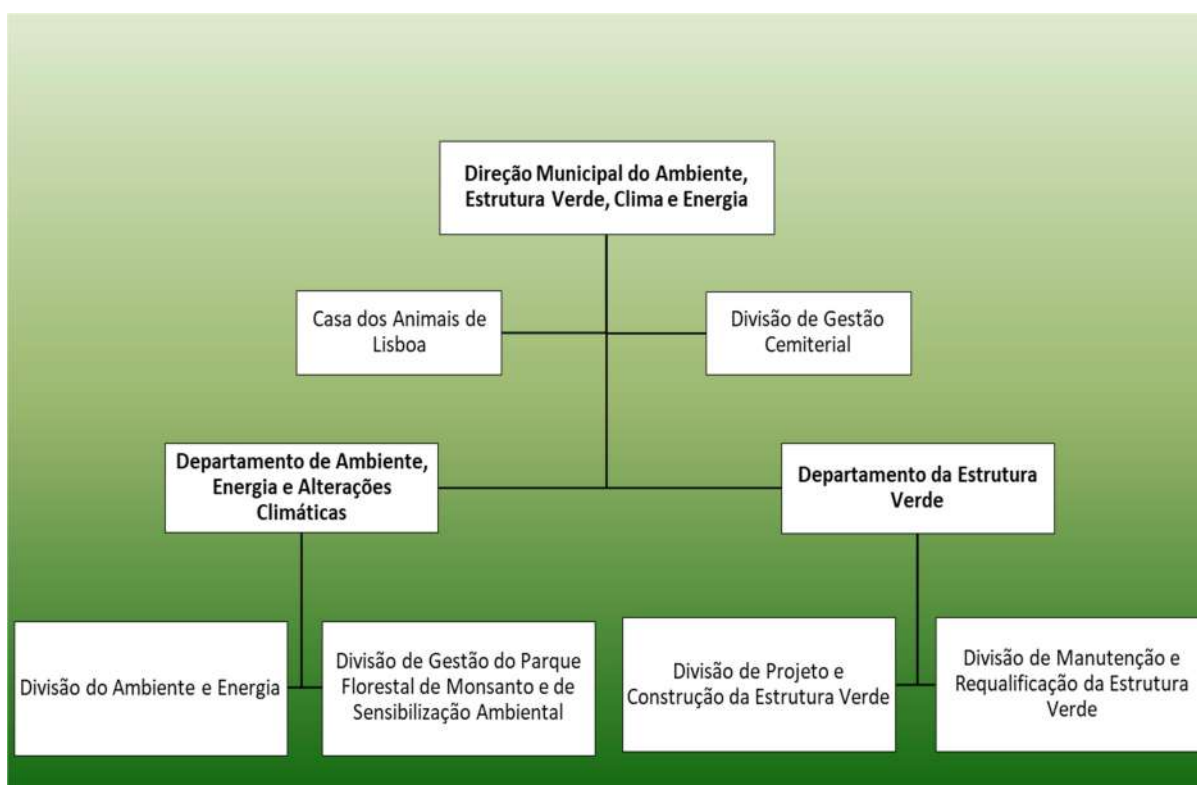 Direção Municipal do Ambiente,
Estrutura Verde, Clima e Energia
Casa dos Animais de
Lisboa
Divisão de Gestão
Cemiterial
Departamento de Ambiente,
Energia e Alterações
Climáticas
Departamento da Estrutura
Verde
Divisão do Ambiente e Energia
Divisão de Gestão do Parque
Florestal de Monsanto e de
Sensibilização Ambiental
Divisão de Projeto e
Construção da Estrutura Verde
Divisão de Manutenção e
Requalificação da Estrutura
Verde